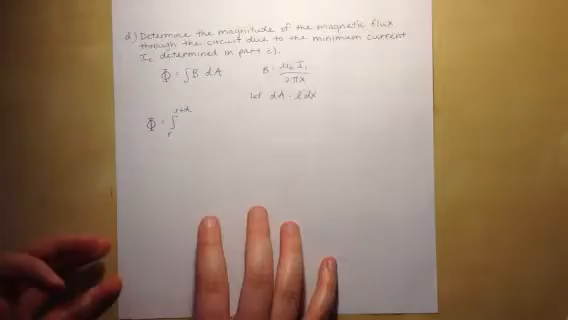 d.) Determine the magnitude of the magnetic flux
through the circuit due to the minimum current
I_c determined in part c).
Φ = ∫B dA B = μ₀ I₁ / 2πx
let dA = l dx
Φ = ∫